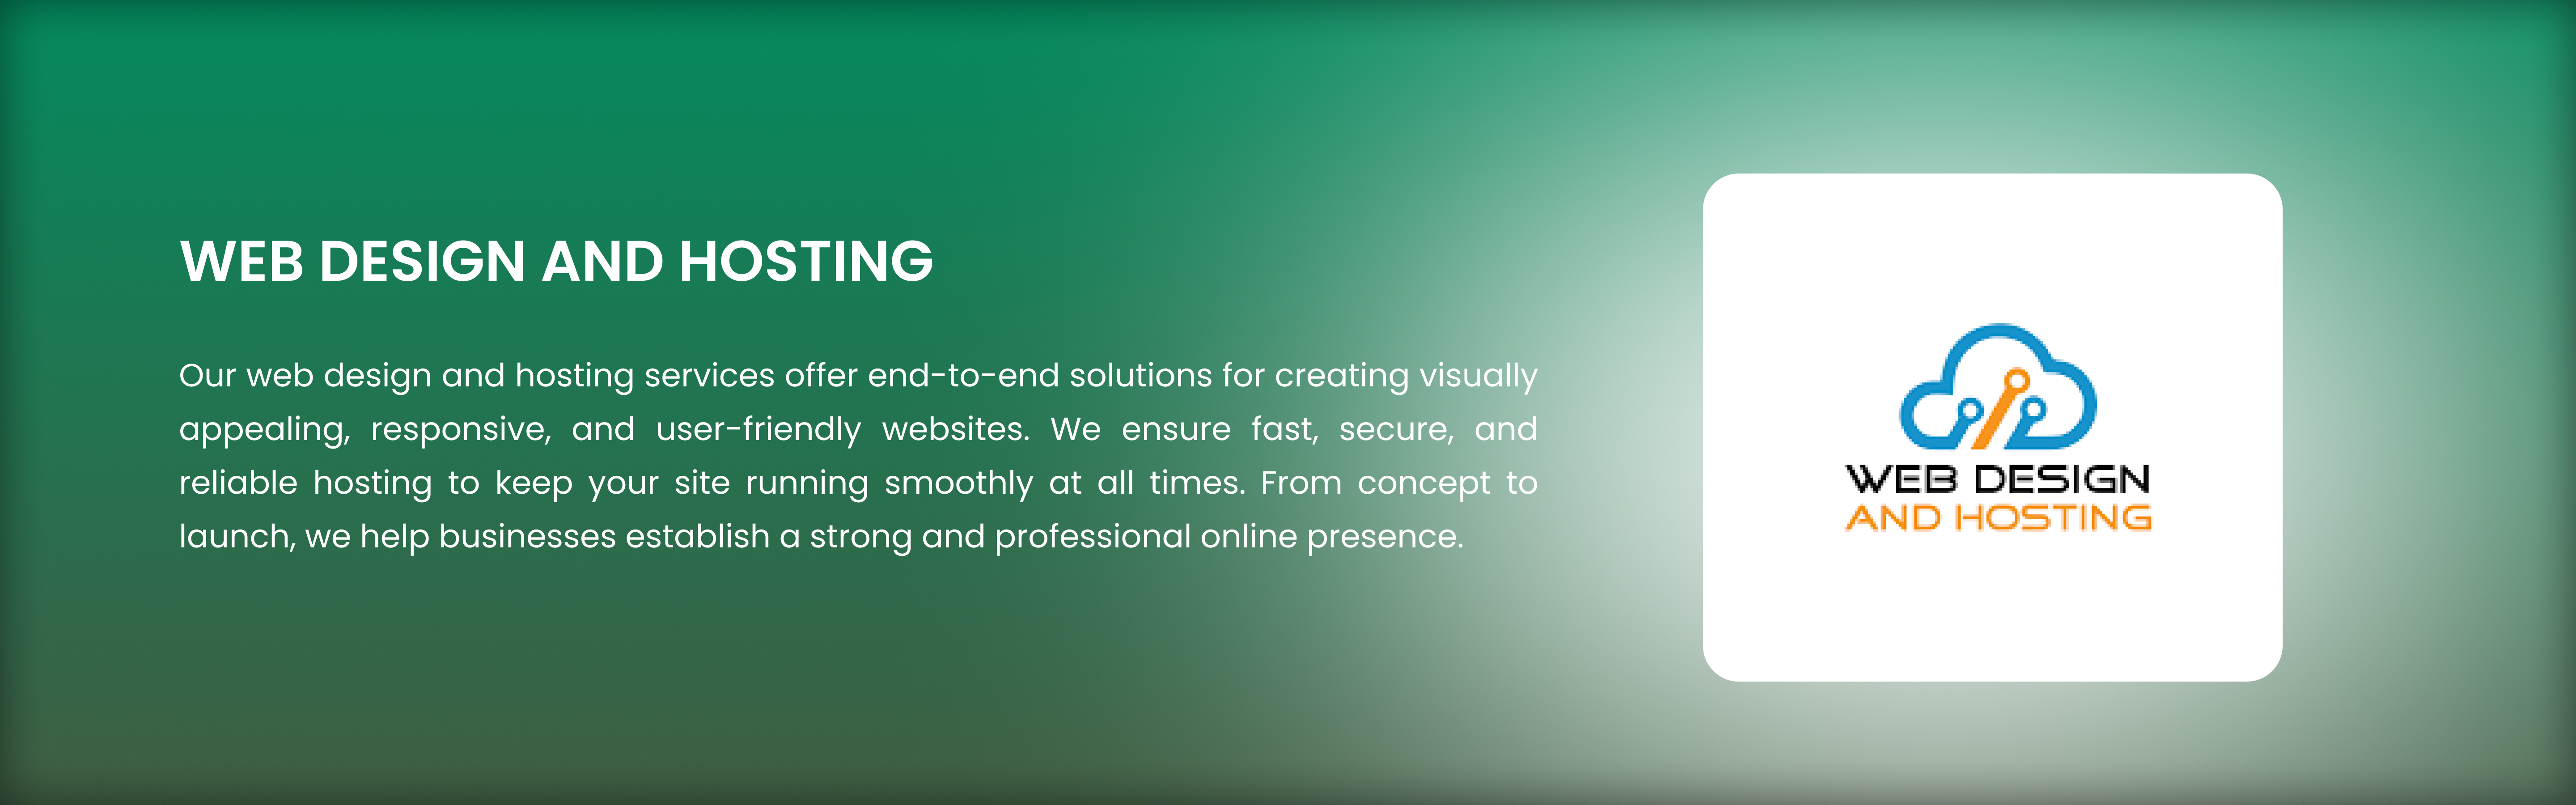 WEB DESIGN AND HOSTING
Our web design and hosting services offer end-to-end solutions for creating visually
appealing, responsive, and user-friendly websites. We ensure fast, secure, and
reliable hosting to keep your site running smoothly at all times. From concept to
launch, we help businesses establish a strong and professional online presence.
WEB DESIGN
AND HOSTING